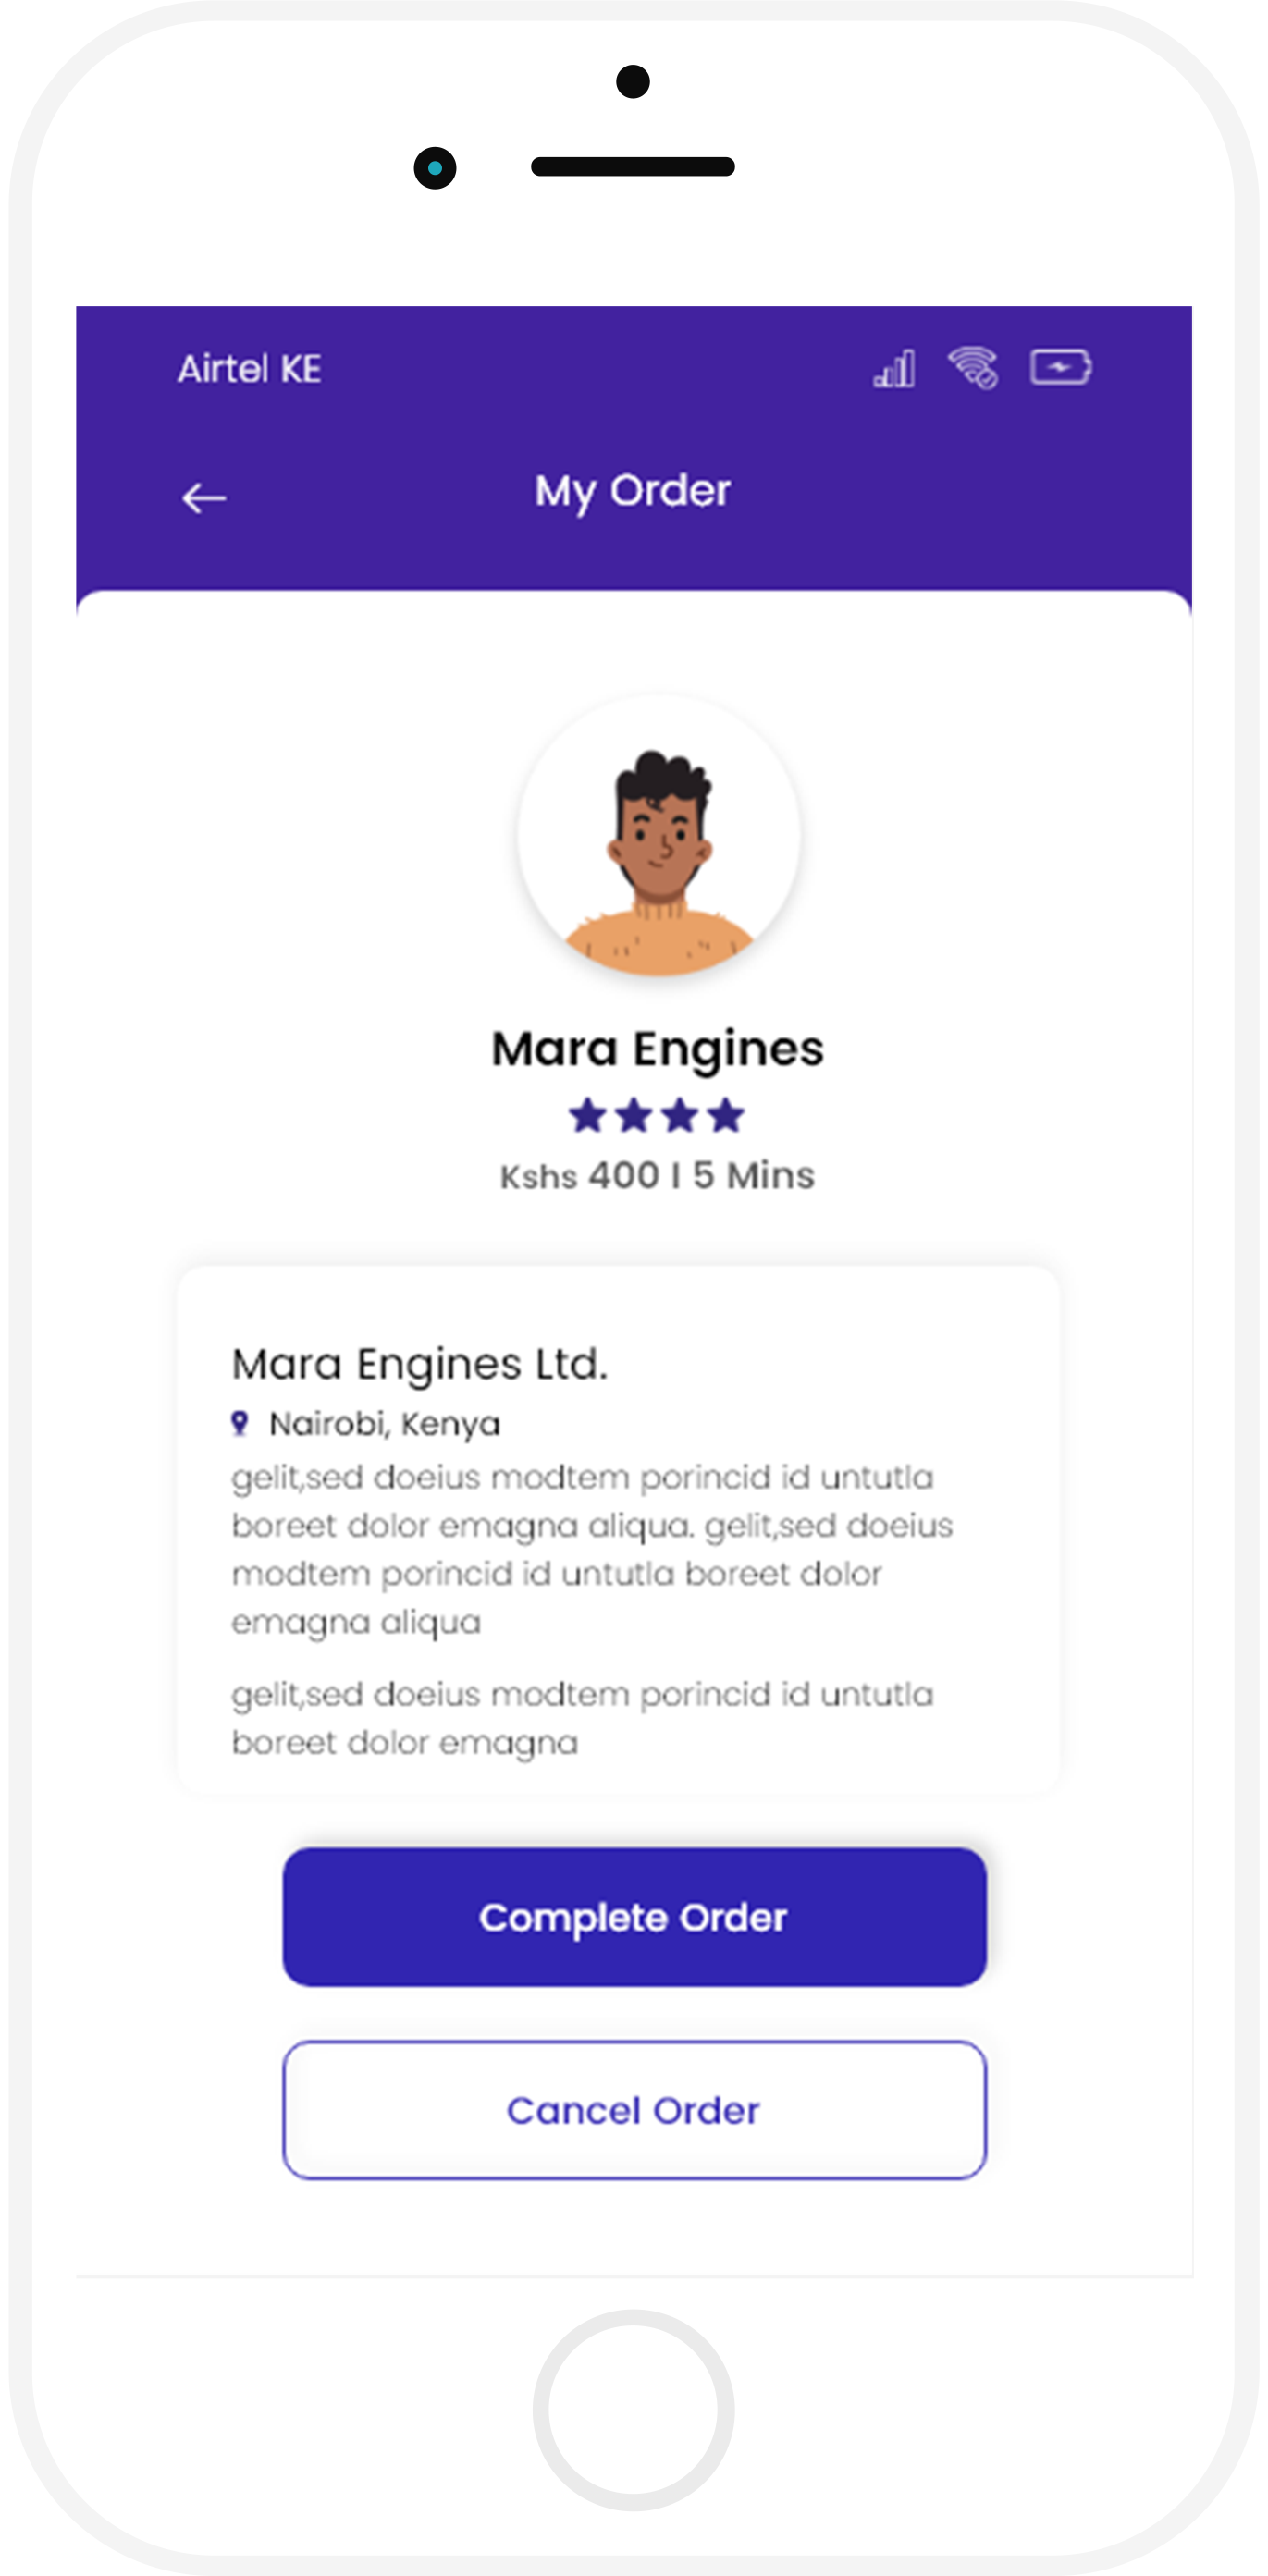 Airtel KE
My Order
Mara Engines
Kshs 400 I 5 Mins
Mara Engines Ltd.
Nairobi, Kenya
gelit,sed doeius modtem porincid id untutla
boreet dolor emagna aliqua. gelit,sed doeius
modtem porincid id untutla boreet dolor
emagna aliqua
gelit,sed doeius modtem porincid id untutla
boreet dolor emagna
Complete Order
Cancel Order